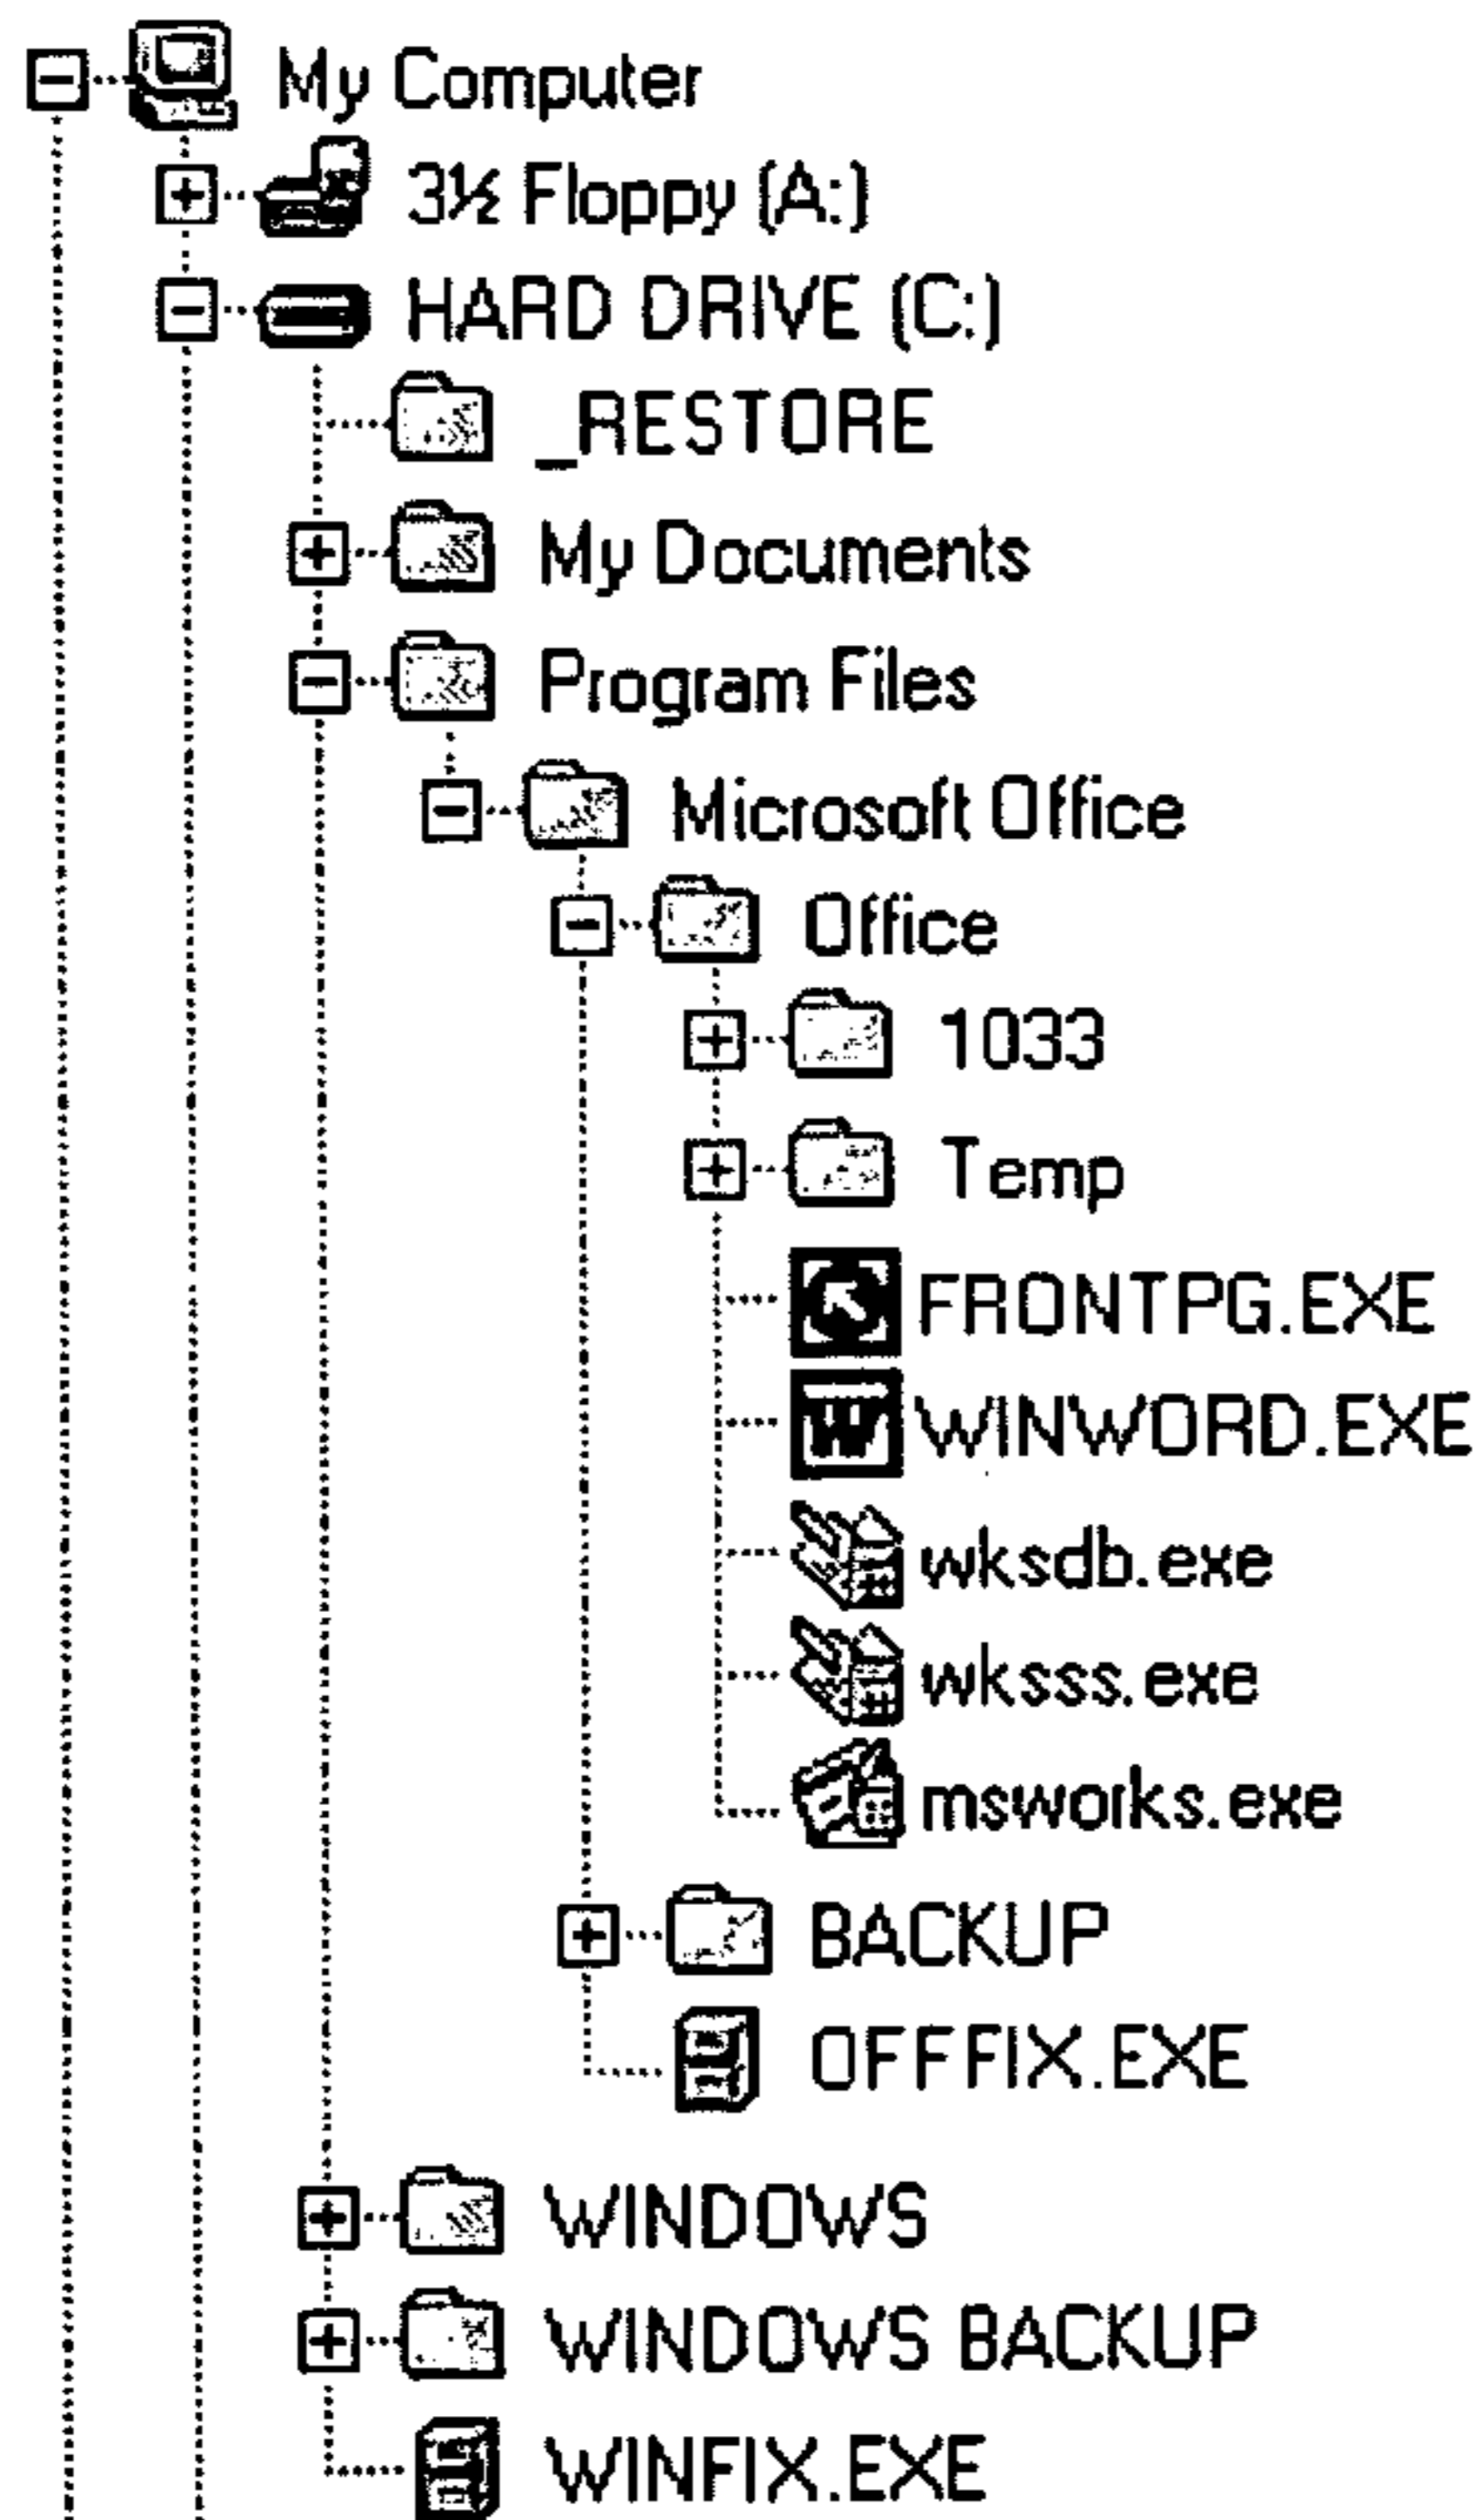 My Computer
3½ Floppy (A:)
HARD DRIVE (C:)
_RESTORE
My Documents
Program Files
Microsoft Office
Office
1033
Temp
FRONTPG.EXE
WINWORD.EXE
wksdb.exe
wksss.exe
msworks.exe
BACKUP
OFFFIX.EXE
WINDOWS
WINDOWS BACKUP
WINFIX.EXE